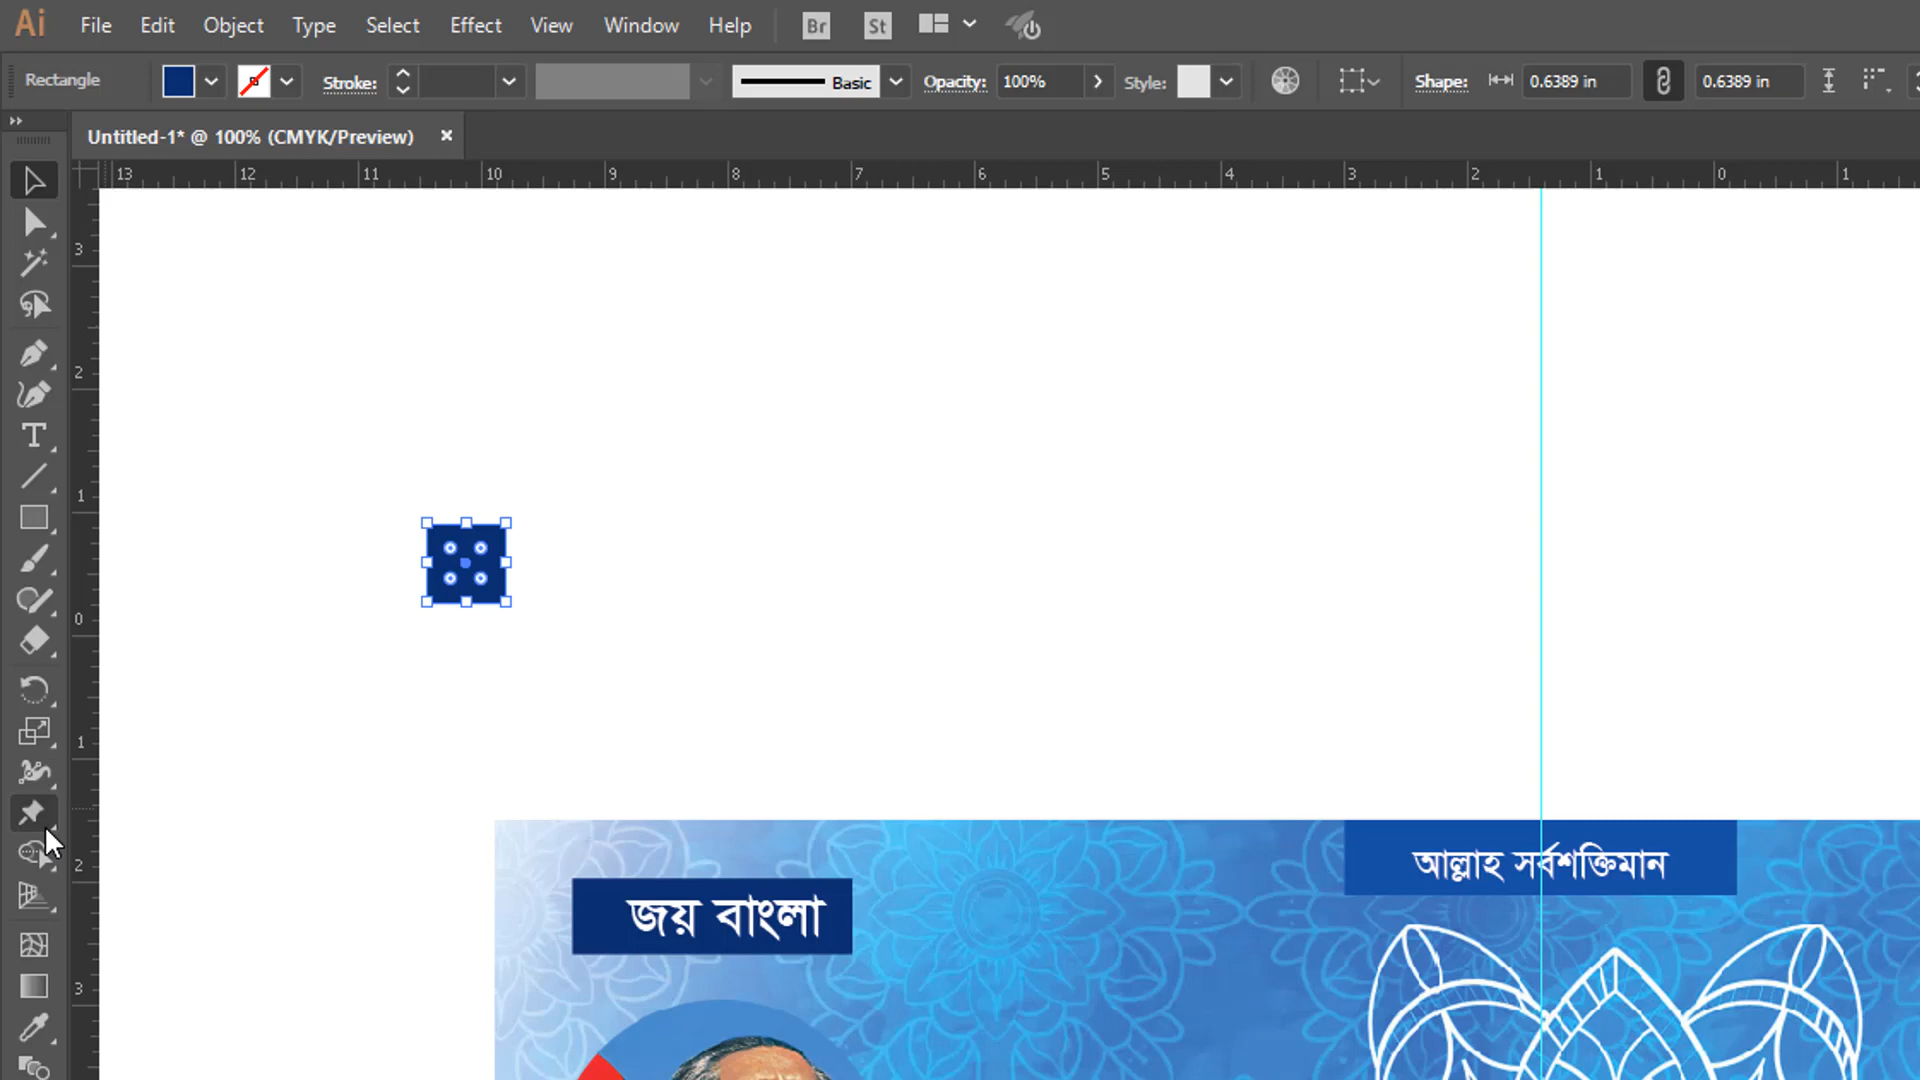 Ai File Edit Object Type Select Effect View Window Help Br St
Rectangle Stroke: Basic Opacity: 100% Style: Shape: 0.6389 in 0.6389 in
Untitled-1* @ 100% (CMYK/Preview) ×
13 12 11 10 9 8 7 6 5 4 3 2 1 0 1
3
2
1
0
1
2
3
আল্লাহ সর্বশক্তিমান
জয় বাংলা